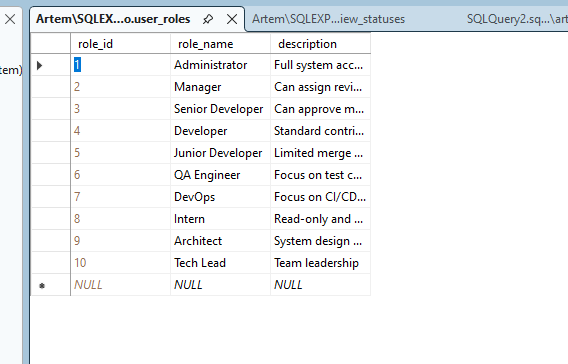 Artem\SQLEX...o.user_roles Artem\SQLEXP...iew_statuses SQLQuery2.sq...\art
role_id role_name description
tem) 1 Administrator Full system acc...
2 Manager Can assign revi...
3 Senior Developer Can approve m...
4 Developer Standard contri...
5 Junior Developer Limited merge ...
6 QA Engineer Focus on test c...
7 DevOps Focus on CI/CD...
8 Intern Read-only and ...
9 Architect System design ...
10 Tech Lead Team leadership
NULL NULL NULL